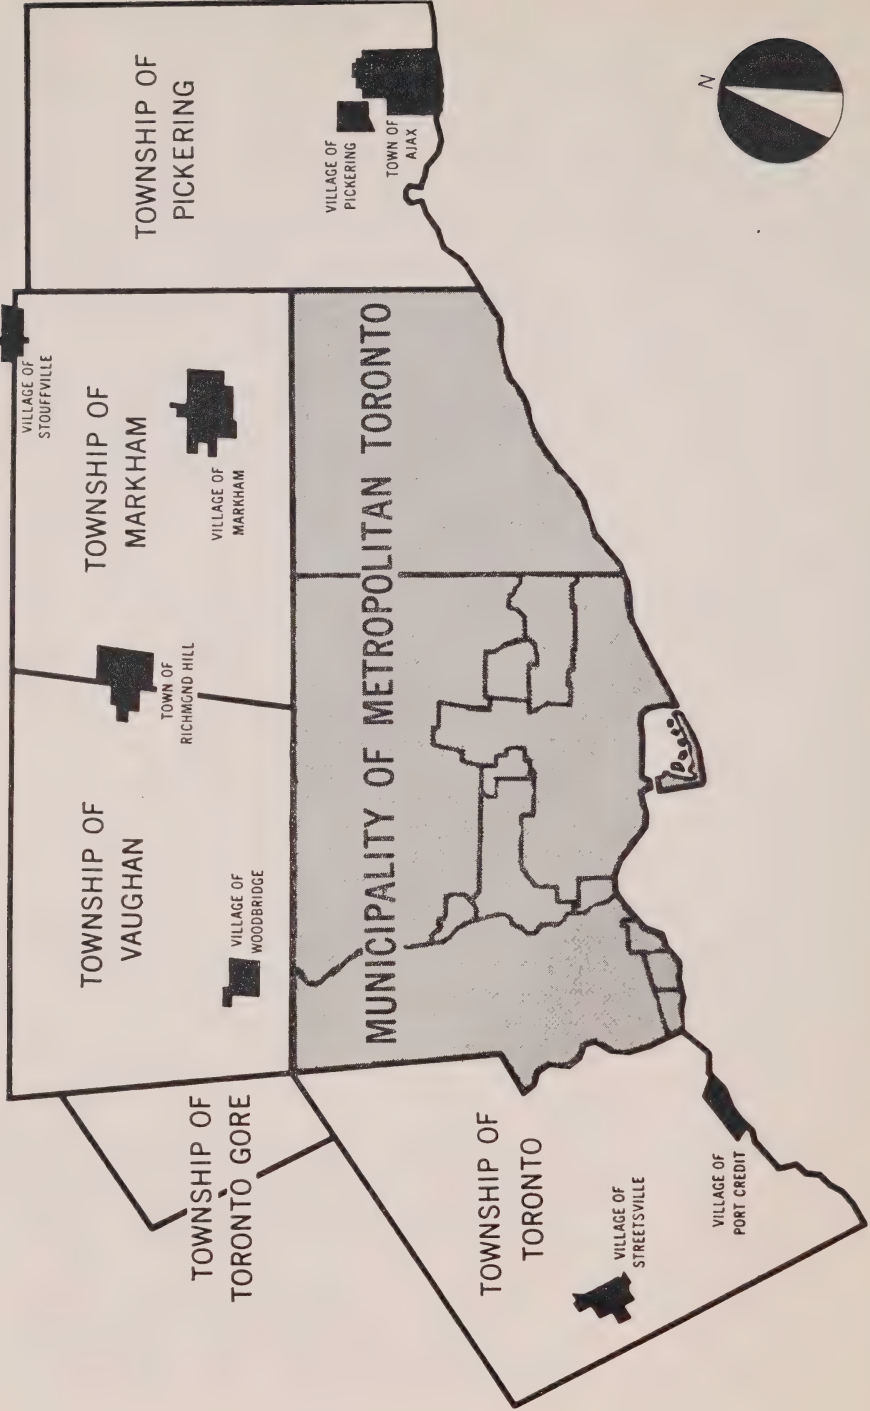 VILLAGE OF
STOUFFVILLE
TOWNSHIP OF
VAUGHAN
TOWNSHIP OF
MARKHAM
TOWNSHIP OF
PICKERING
TOWN OF
RICHMOND HILL
TOWNSHIP OF
TORONTO GORE
VILLAGE OF
WOODBRIDGE
VILLAGE OF
MARKHAM
VILLAGE OF
PICKERING
TOWN OF
AJAX
MUNICIPALITY OF METROPOLITAN TORONTO
TOWNSHIP OF
TORONTO
VILLAGE OF
STREETSVILLE
VILLAGE OF
PORT CREDIT
N